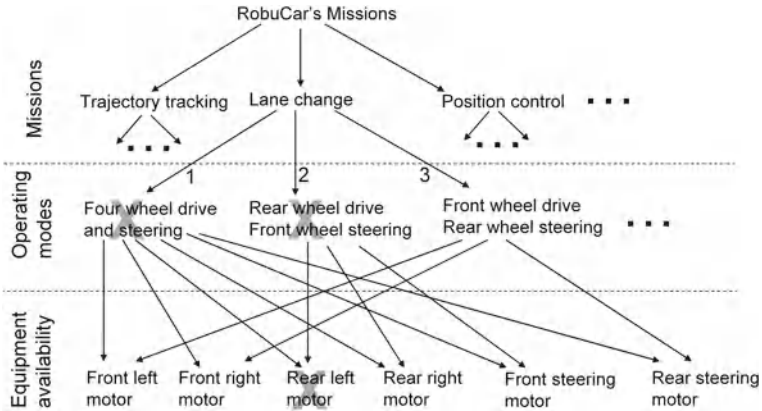 RobuCar's Missions
Missions
Trajectory tracking
Lane change
Position control
1
2
3
Operating
modes
Four wheel drive
and steering
Rear wheel drive
Front wheel steering
Front wheel drive
Rear wheel steering
Equipment
availability
Front left
motor
Front right
motor
Rear left
motor
Rear right
motor
Front steering
motor
Rear steering
motor